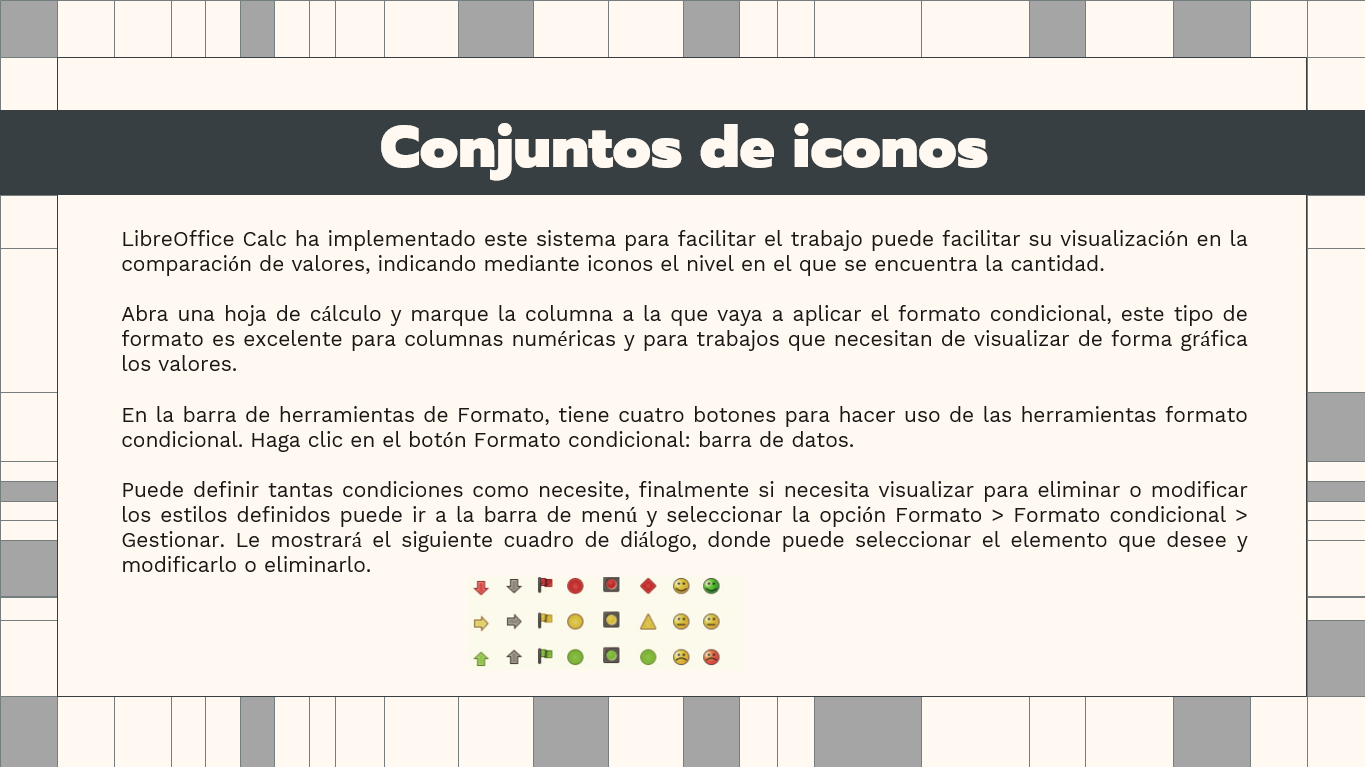 Conjuntos de iconos
LibreOffice Calc ha implementado este sistema para facilitar el trabajo puede facilitar su visualización en la
comparación de valores, indicando mediante iconos el nivel en el que se encuentra la cantidad.
Abra una hoja de cálculo y marque la columna a la que vaya a aplicar el formato condicional, este tipo de
formato es excelente para columnas numéricas y para trabajos que necesitan de visualizar de forma gráfica
los valores.
En la barra de herramientas de Formato, tiene cuatro botones para hacer uso de las herramientas formato
condicional. Haga clic en el botón Formato condicional: barra de datos.
Puede definir tantas condiciones como necesite, finalmente si necesita visualizar para eliminar o modificar
los estilos definidos puede ir a la barra de menú y seleccionar la opción Formato > Formato condicional >
Gestionar. Le mostrará el siguiente cuadro de diálogo, donde puede seleccionar el elemento que desee y
modificarlo o eliminarlo.